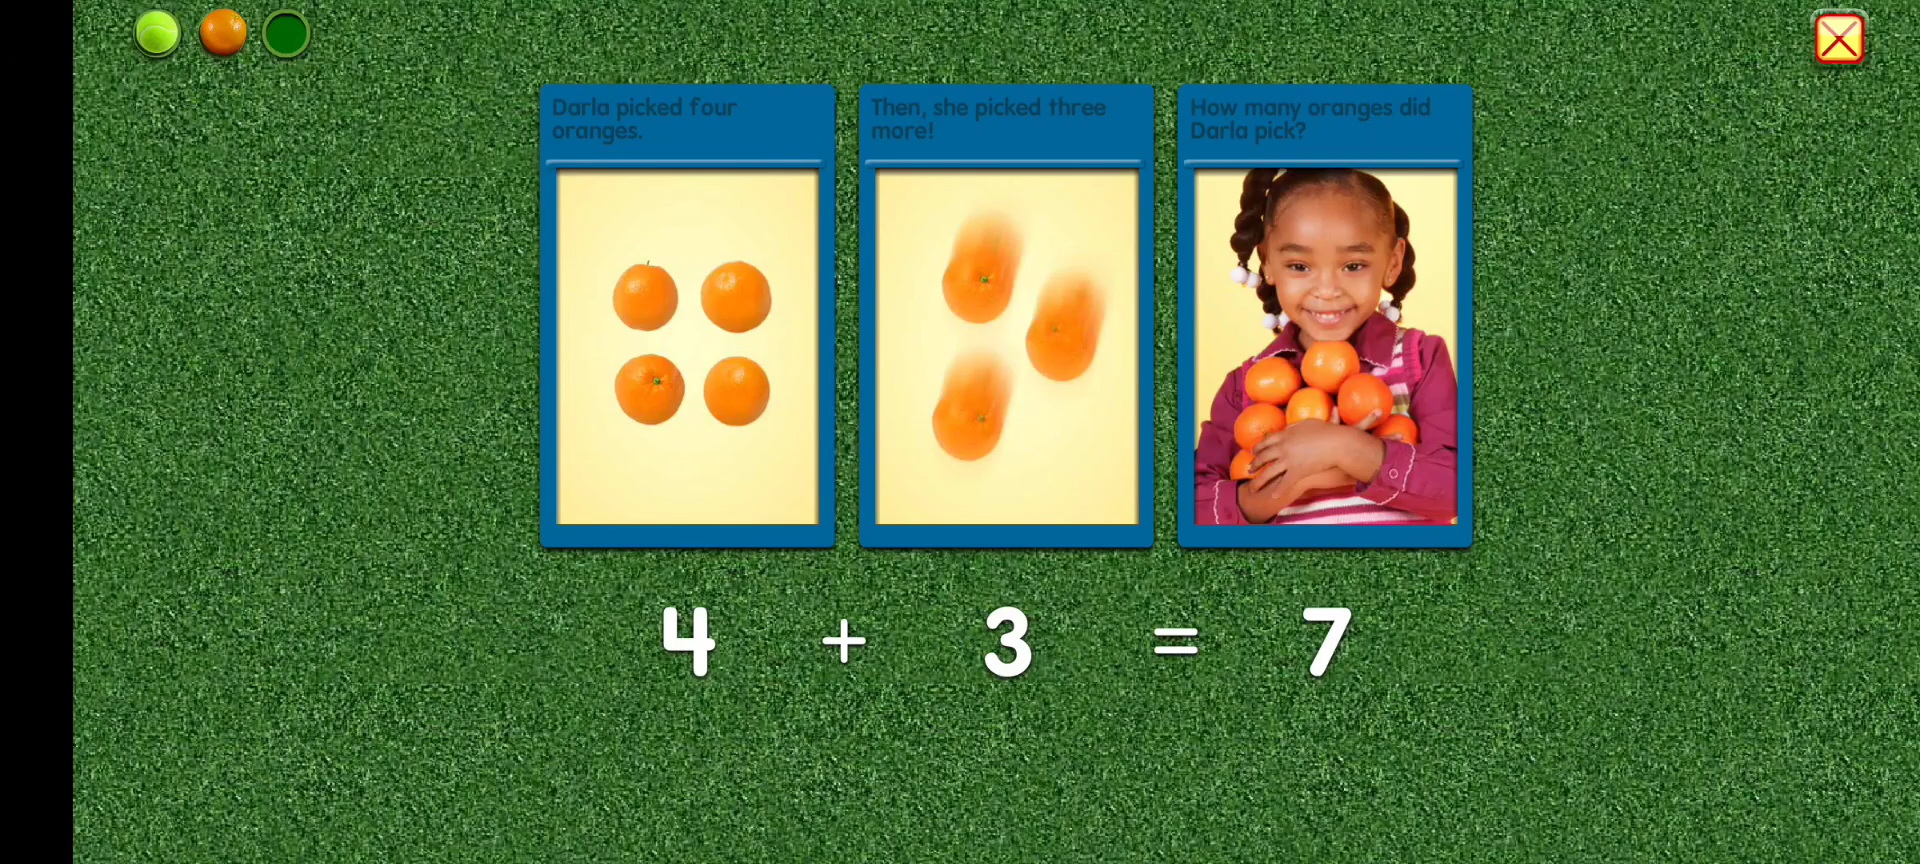 Darla picked four
oranges.
Then, she picked three
more!
How many oranges did
Darla pick?
4 + 3 = 7